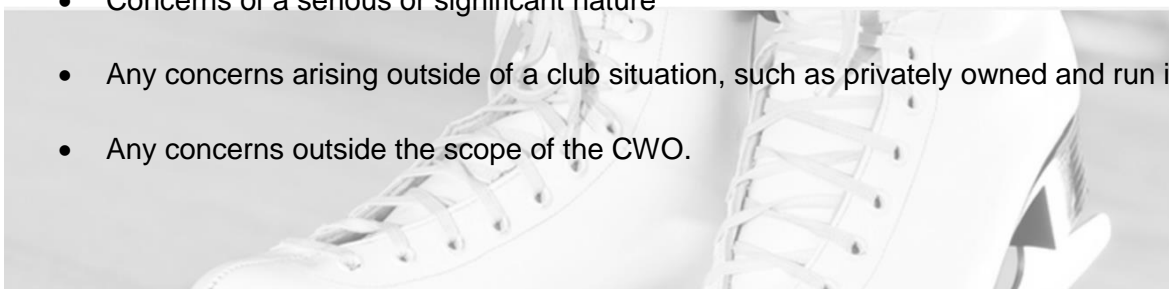 • Concerns of a serious or significant nature
• Any concerns arising outside of a club situation, such as privately owned and run
• Any concerns outside the scope of the CWO.